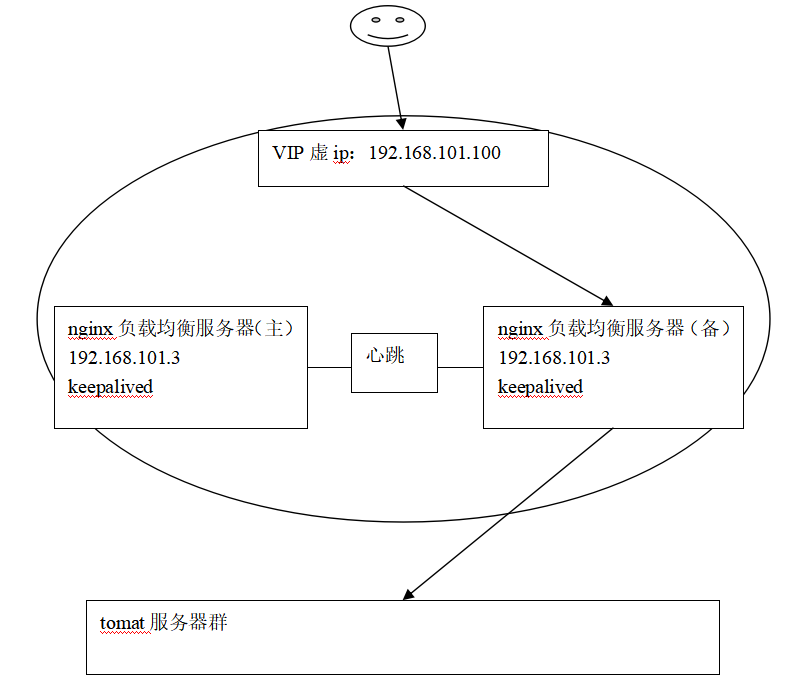 VIP 虚 ip：192.168.101.100
nginx 负载均衡服务器（主）
192.168.101.3
keepalived
心跳
nginx 负载均衡服务器（备）
192.168.101.3
keepalived
tomat 服务器群